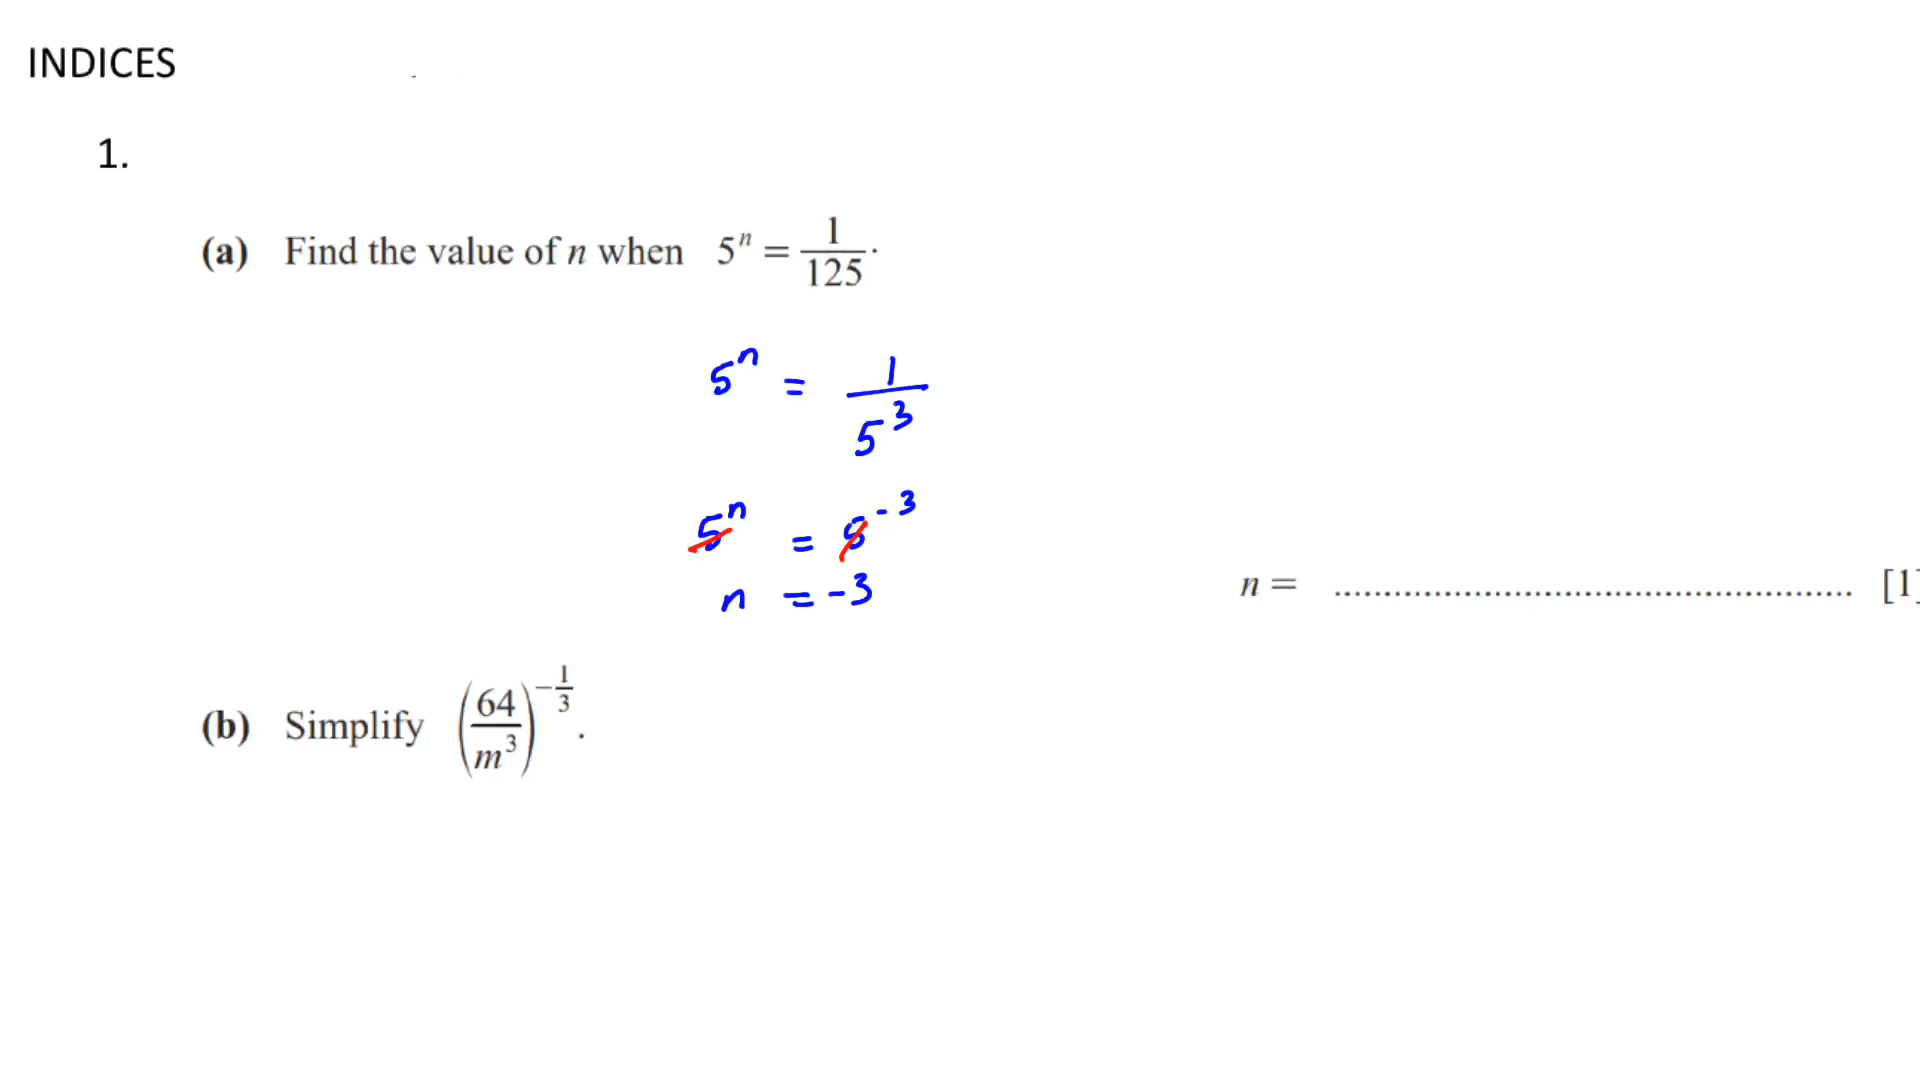 INDICES
1.
(a) Find the value of n when 5ⁿ = 1/125.
5ⁿ = 1/5³
5ⁿ = 5⁻³
n = -3
n = .................................................... [1]
(b) Simplify (64/m³)^(-1/3).